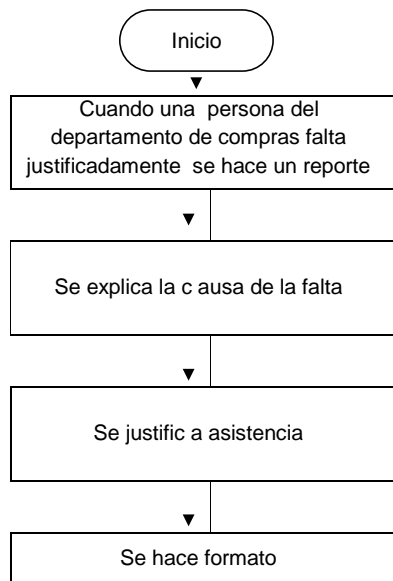 Inicio
Cuando una persona del
departamento de compras falta
justificadamente se hace un reporte
Se explica la c ausa de la falta
Se justific a asistencia
Se hace formato